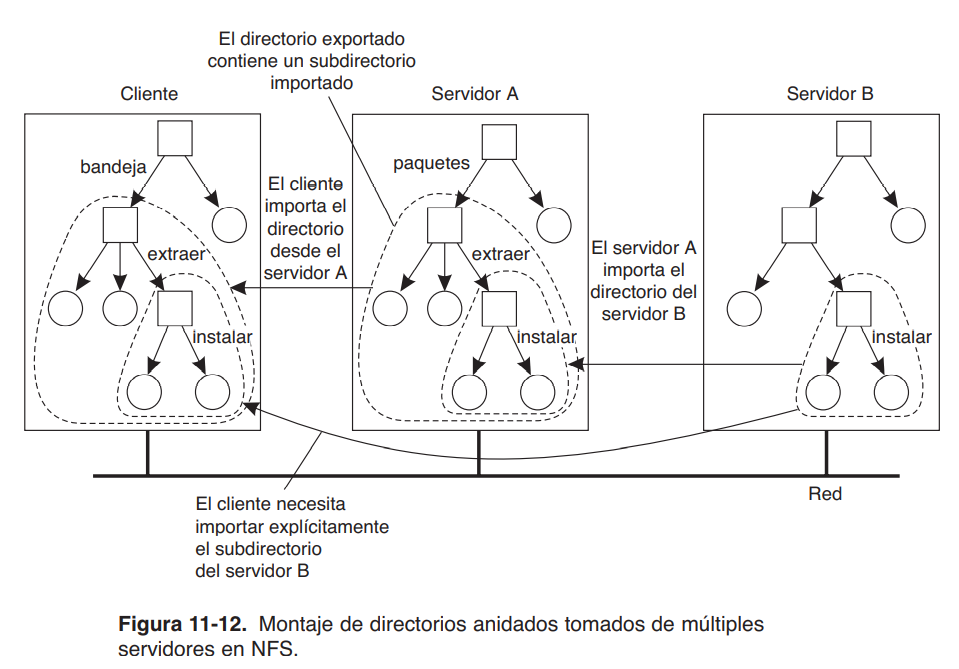 El directorio exportado
contiene un subdirectorio
importado
Cliente
Servidor A
Servidor B
bandeja
paquetes
El cliente
importa el
directorio
desde el
servidor A
extraer
extraer
El servidor A
importa el
directorio del
servidor B
instalar
instalar
instalar
Red
El cliente necesita
importar explícitamente
el subdirectorio
del servidor B
Figura 11-12. Montaje de directorios anidados tomados de múltiples
servidores en NFS.